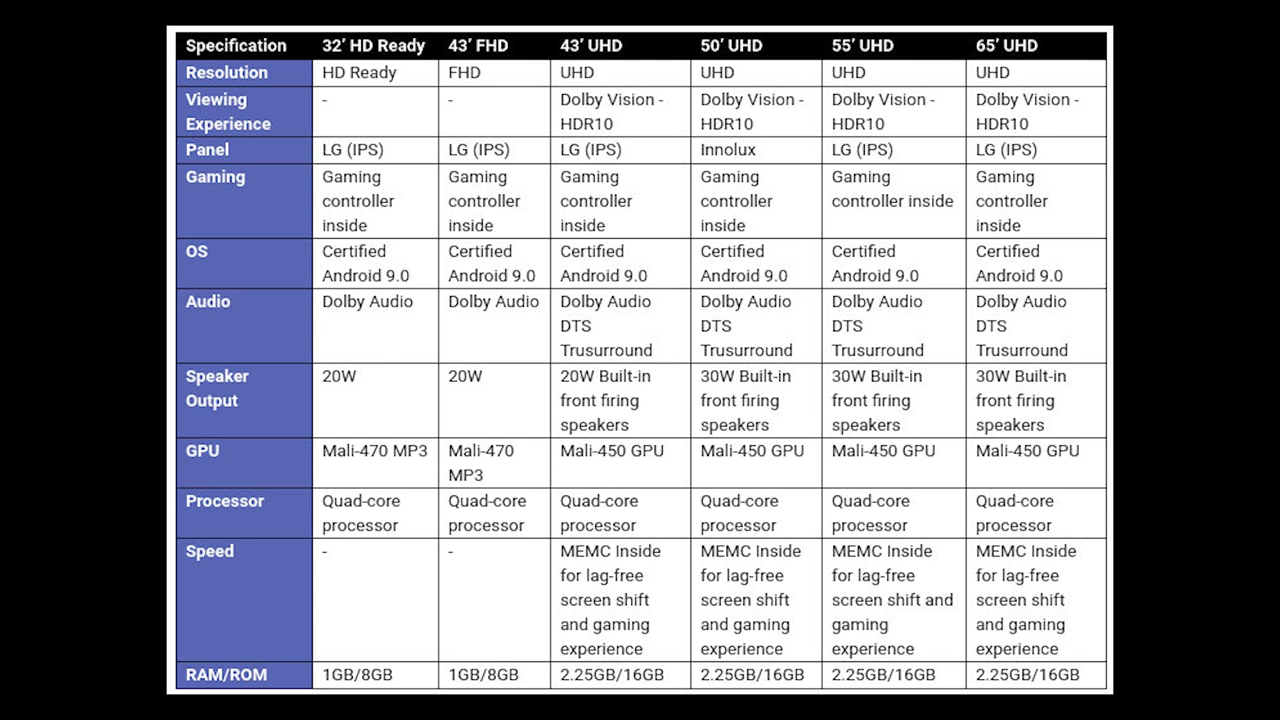 Specification 32′ HD Ready 43′ FHD 43′ UHD 50′ UHD 55′ UHD 65′ UHD
Resolution HD Ready FHD UHD UHD UHD UHD
Viewing - - Dolby Vision - Dolby Vision - Dolby Vision - Dolby Vision -
Experience HDR10 HDR10 HDR10 HDR10
Panel LG (IPS) LG (IPS) LG (IPS) Innolux LG (IPS) LG (IPS)
Gaming Gaming Gaming Gaming Gaming Gaming Gaming
controller controller controller controller controller inside controller
inside inside inside inside inside
OS Certified Certified Certified Certified Certified Certified
Android 9.0 Android 9.0 Android 9.0 Android 9.0 Android 9.0 Android 9.0
Audio Dolby Audio Dolby Audio Dolby Audio Dolby Audio Dolby Audio Dolby Audio
DTS DTS DTS DTS
Trusurround Trusurround Trusurround Trusurround
Speaker 20W 20W 20W Built-in 30W Built-in 30W Built-in 30W Built-in
Output front firing front firing front firing front firing
speakers speakers speakers speakers
GPU Mali-470 MP3 Mali-470 Mali-450 GPU Mali-450 GPU Mali-450 GPU Mali-450 GPU
MP3
Processor Quad-core Quad-core Quad-core Quad-core Quad-core Quad-core
processor processor processor processor processor processor
Speed - - MEMC Inside MEMC Inside MEMC Inside MEMC Inside
for lag-free for lag-free for lag-free for lag-free
screen shift screen shift screen shift and screen shift
and gaming and gaming gaming and gaming
experience experience experience experience
RAM/ROM 1GB/8GB 1GB/8GB 2.25GB/16GB 2.25GB/16GB 2.25GB/16GB 2.25GB/16GB